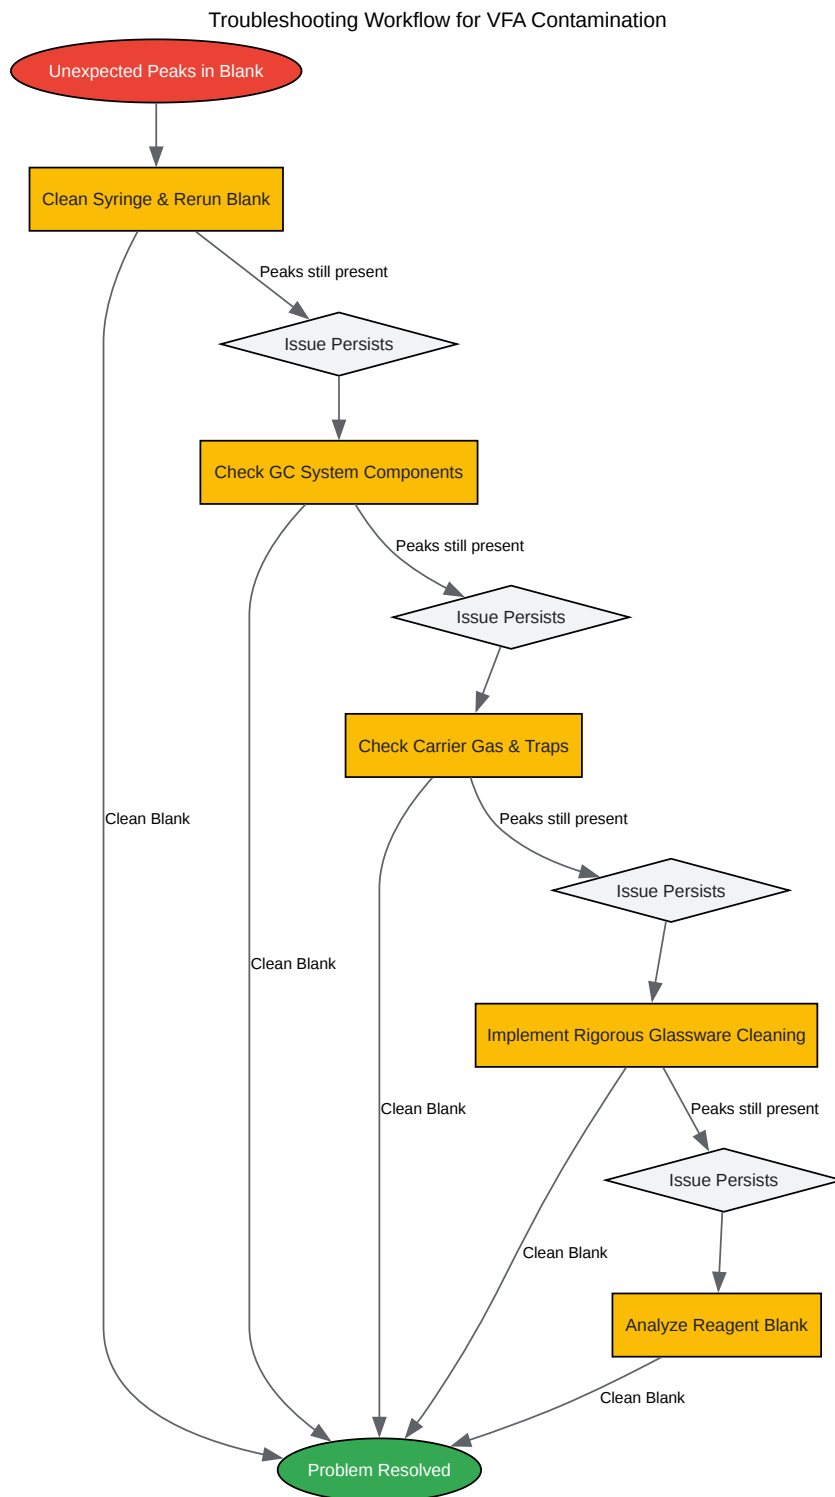 Troubleshooting Workflow for VFA Contamination
Unexpected Peaks in Blank
Clean Syringe & Rerun Blank
Peaks still present
Issue Persists
Check GC System Components
Peaks still present
Issue Persists
Check Carrier Gas & Traps
Clean Blank
Peaks still present
Issue Persists
Clean Blank
Implement Rigorous Glassware Cleaning
Clean Blank
Peaks still present
Issue Persists
Clean Blank
Analyze Reagent Blank
Clean Blank
Problem Resolved